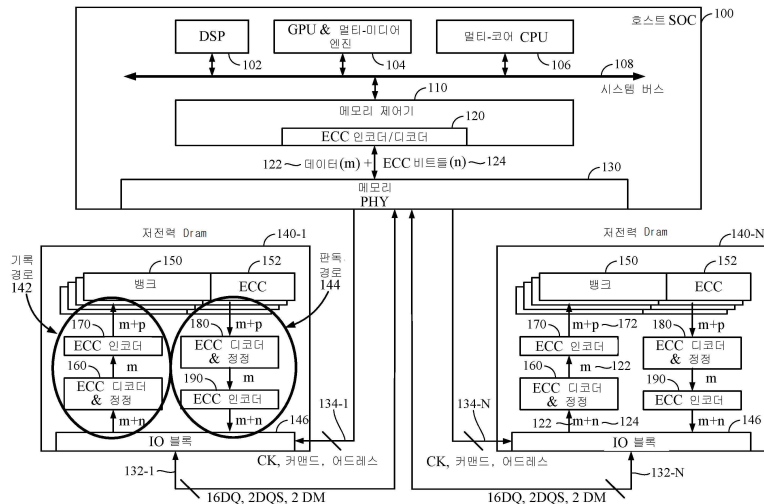 호스트 SOC
100
DSP
GPU & 멀티-미디어
엔진
멀티-코어 CPU
102
104
106
108
시스템 버스
110
메모리 제어기
120
ECC 인코더/디코더
122
데이터(m) +
ECC 비트들(n)
124
130
메모리
PHY
저전력 Dram
140-1
기록
경로
142
150
152
판독
경로
144
뱅크
ECC
170
m+p
180
m+p
ECC 인코더
ECC 디코더
& 정정
160
m
m
ECC 디코더
& 정정
190
ECC 인코더
m+n
m+n
146
IO 블록
134-1
CK, 커맨드, 어드레스
132-1
16DQ, 2DQS, 2 DM
저전력 Dram
140-N
150
152
뱅크
ECC
170
m+p
172
180
m+p
ECC 인코더
ECC 디코더
& 정정
160
m
122
m
ECC 디코더
& 정정
190
ECC 인코더
122
m+n
124
m+n
146
IO 블록
134-N
CK, 커맨드, 어드레스
132-N
16DQ, 2DQS, 2 DM